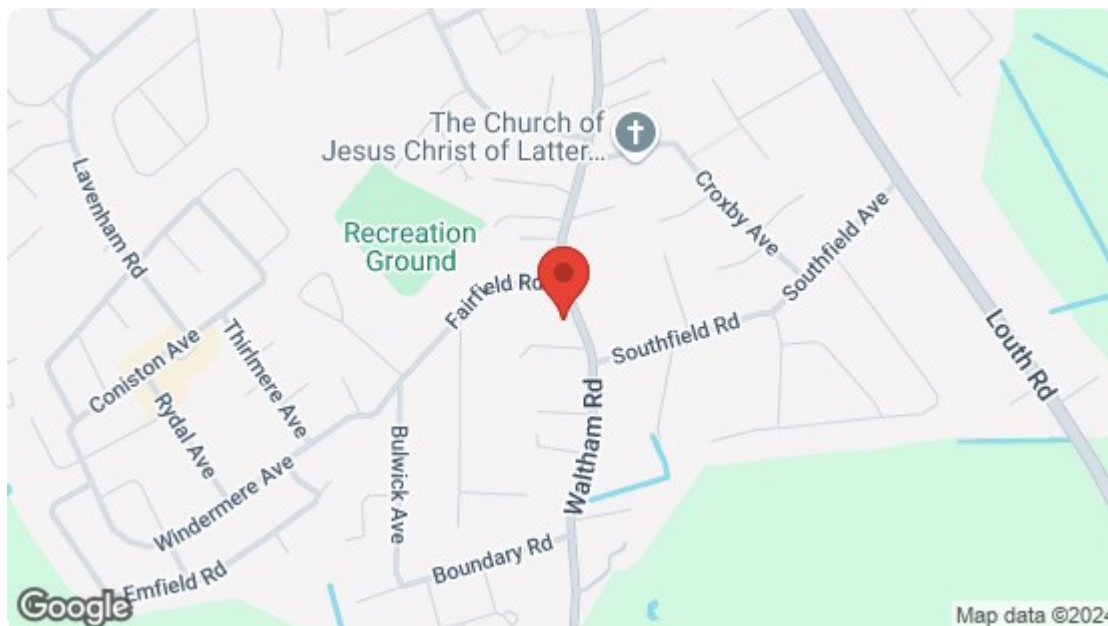 The Church of
Jesus Christ of Latter...
Lavenham Rd
Croxby Ave
Southfield Ave
Recreation
Ground
Fairfield Rd
Southfield Rd
Louth Rd
Thirlmere Ave
Coniston Ave
Rydal Ave
Waltham Rd
Bulwick Ave
Windermere Ave
Boundary Rd
Emfield Rd
Google
Map data ©2024